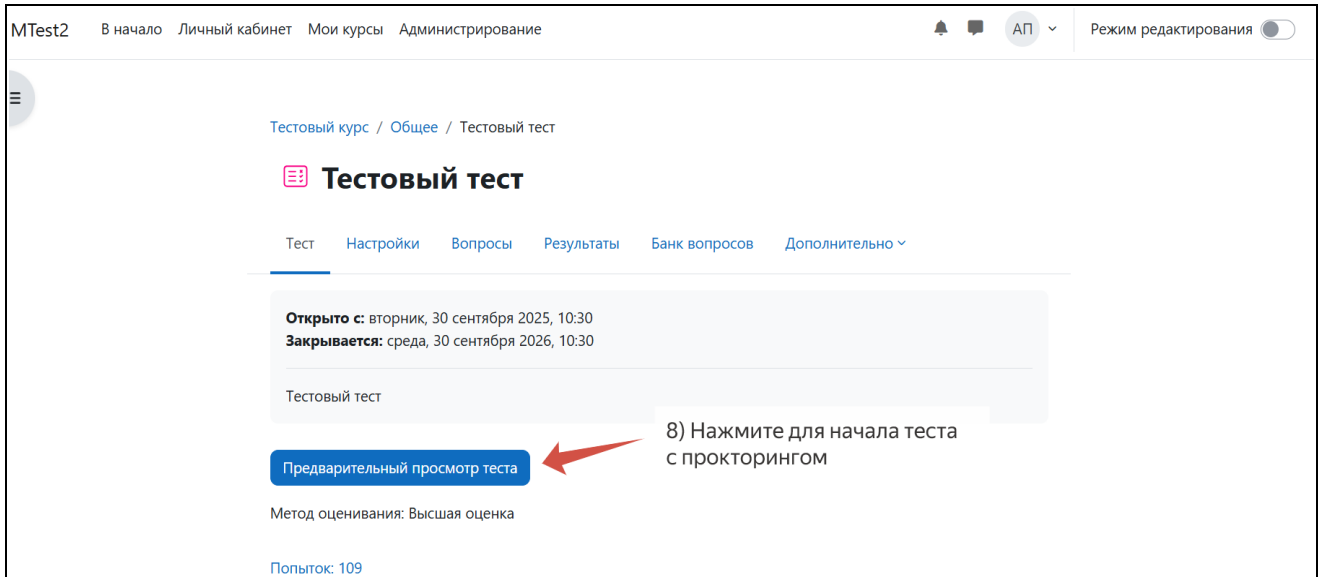 MTest2 В начало Личный кабинет Мои курсы Администрирование АП Режим редактирования
Тестовый курс / Общее / Тестовый тест
Тестовый тест
Тест Настройки Вопросы Результаты Банк вопросов Дополнительно
Открыто с: вторник, 30 сентября 2025, 10:30
Закрывается: среда, 30 сентября 2026, 10:30
Тестовый тест
8) Нажмите для начала теста
с прокторингом
Предварительный просмотр теста
Метод оценивания: Высшая оценка
Попыток: 109